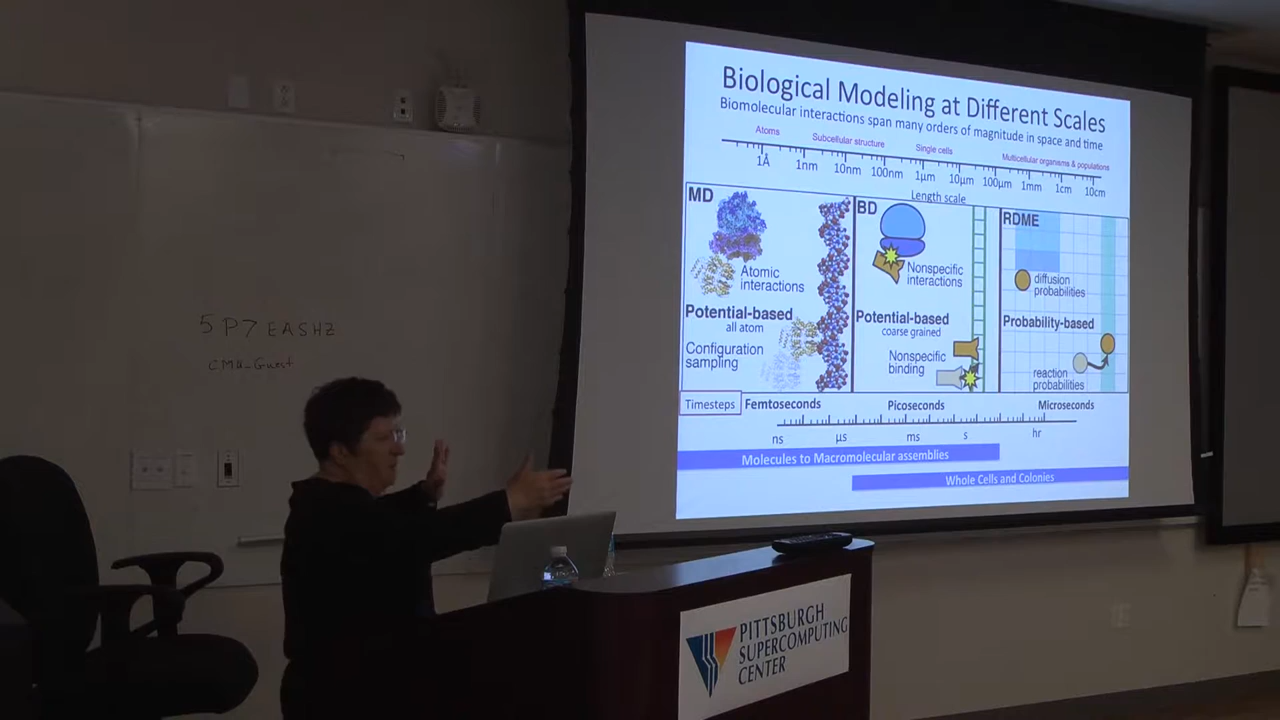 5P7EASHZ
CMU-Guest
Biological Modeling at Different Scales
Biomolecular interactions span many orders of magnitude in space and time
Atoms
Subcellular structure
Single cells
Multicellular organisms & populations
1Å 1nm 10nm 100nm 1µm 10µm 100µm 1mm 1cm 10cm
Length scale
MD
Atomic
interactions
Potential-based
all atom
Configuration
sampling
BD
Nonspecific
interactions
Potential-based
coarse grained
Nonspecific
binding
RDME
diffusion
probabilities
Probability-based
reaction
probabilities
Timesteps
Femtoseconds
Picoseconds
Microseconds
ns µs ms s hr
Molecules to Macromolecular assemblies
Whole Cells and Colonies
PITTSBURGH
SUPERCOMPUTING
CENTER